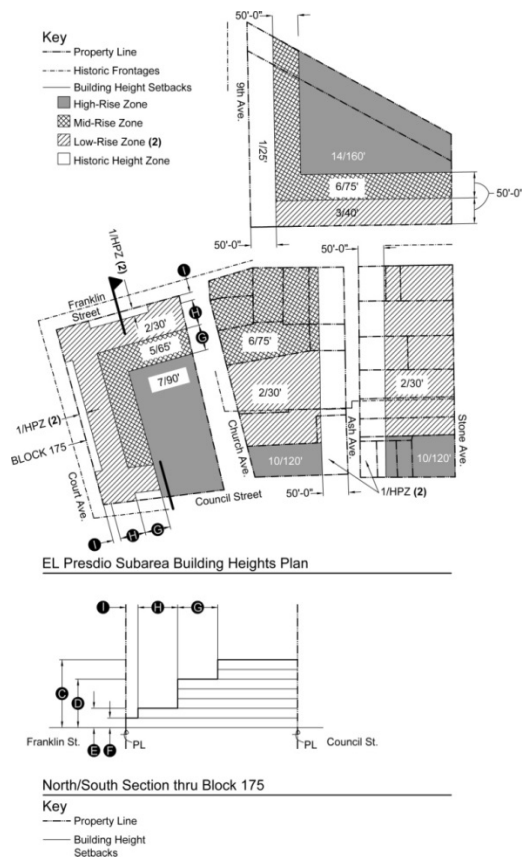 50'-0"
Key
Property Line
Historic Frontages
Building Height Setbacks
High-Rise Zone
Mid-Rise Zone
Low-Rise Zone (2)
Historic Height Zone
9th Ave.
1/25'
14/160'
6/75'
3/40'
50'-0"
50'-0"
50'-0"
1/HPZ (2)
I
Franklin
Street
H
G
2/30'
5/65'
7/90'
6/75'
2/30'
2/30'
1/HPZ (2)
BLOCK 175
Court Ave.
Church Ave.
Ash Ave.
Stone Ave.
10/120'
10/120'
Council Street
50'-0"
1/HPZ (2)
I
H
G
EL Presdio Subarea Building Heights Plan
I
H
G
C
D
E
F
Franklin St.
PL
PL
Council St.
North/South Section thru Block 175
Key
Property Line
Building Height
Setbacks